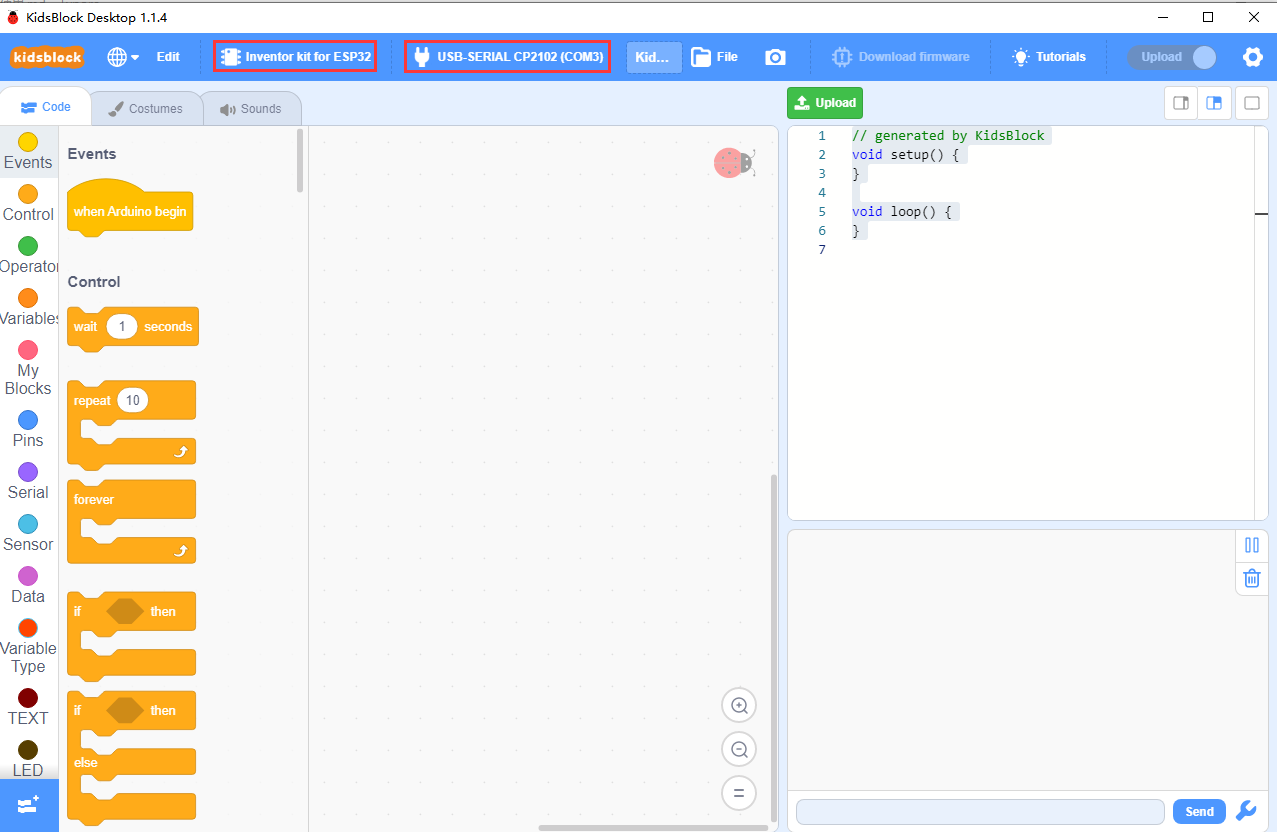 KidsBlock Desktop 1.1.4
kidsblock
Edit
Inventor kit for ESP32
USB-SERIAL CP2102 (COM3)
Kid...
File
Download firmware
Tutorials
Upload
Code
Costumes
Sounds
Upload
Events
Control
Operator
Variables
My
Blocks
Pins
Serial
Sensor
Data
Variable
Type
TEXT
LED
Events
when Arduino begin
Control
wait 1 seconds
repeat 10
forever
if then
if then
else
1 // generated by KidsBlock
2 void setup() {
3 }
4
5 void loop() {
6 }
7
Send